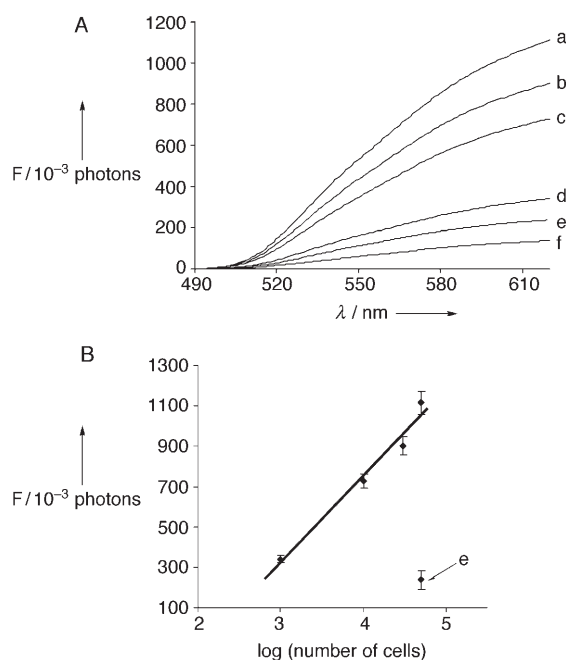 A
1200
1000
800
600
400
200
0
F/10⁻³ photons
a
b
c
d
e
f
490 520 550 580 610
λ / nm
B
1300
1100
900
700
500
300
100
F/10⁻³ photons
e
2 3 4 5
log (number of cells)